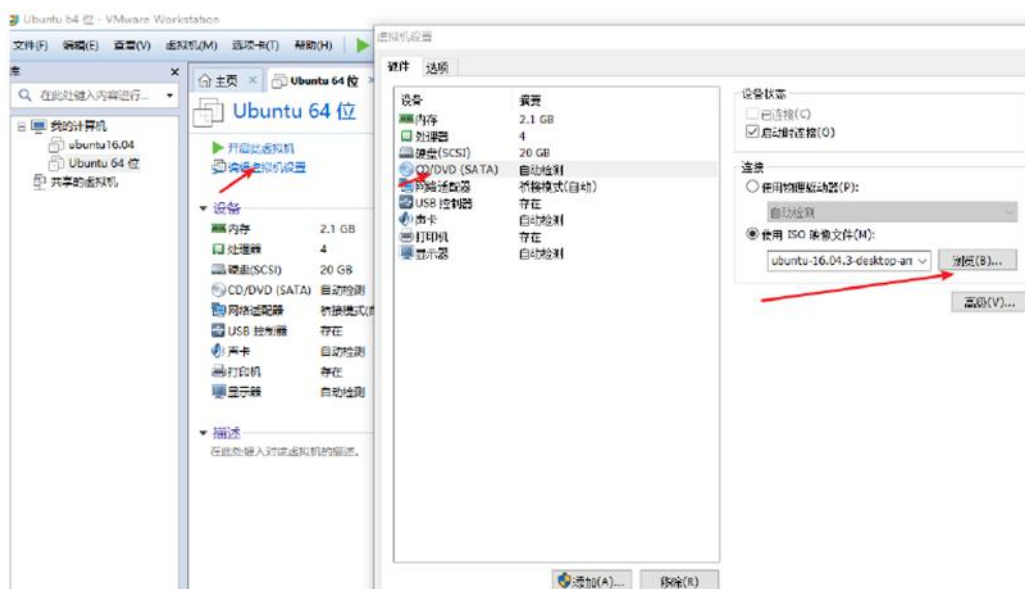 Ubuntu 64 位 - VMware Workstation
文件(F) 编辑(E) 查看(V) 虚拟机(M) 选项卡(T) 帮助(H)
库
在此处键入内容进行...
我的计算机
ubuntu16.04
Ubuntu 64 位
共享的虚拟机
主页
Ubuntu 64 位
Ubuntu 64 位
开启此虚拟机
编辑虚拟机设置
设备
内存 2.1 GB
处理器 4
硬盘(SCSI) 20 GB
CD/DVD (SATA) 自动检测
网络适配器 桥接模式(自
USB 控制器 存在
声卡 自动检测
打印机 存在
显示器 自动检测
描述
在此处键入对该虚拟机的描述。
虚拟机设置
硬件 选项
设备 摘要
内存 2.1 GB
处理器 4
硬盘(SCSI) 20 GB
CD/DVD (SATA) 自动检测
网络适配器 桥接模式(自动)
USB 控制器 存在
声卡 自动检测
打印机 存在
显示器 自动检测
添加(A)... 移除(R)
设备状态
已连接(C)
启动时连接(O)
连接
使用物理驱动器(P):
自动检测
使用 ISO 映像文件(M):
ubuntu-16.04.3-desktop-am
浏览(B)...
高级(V)...